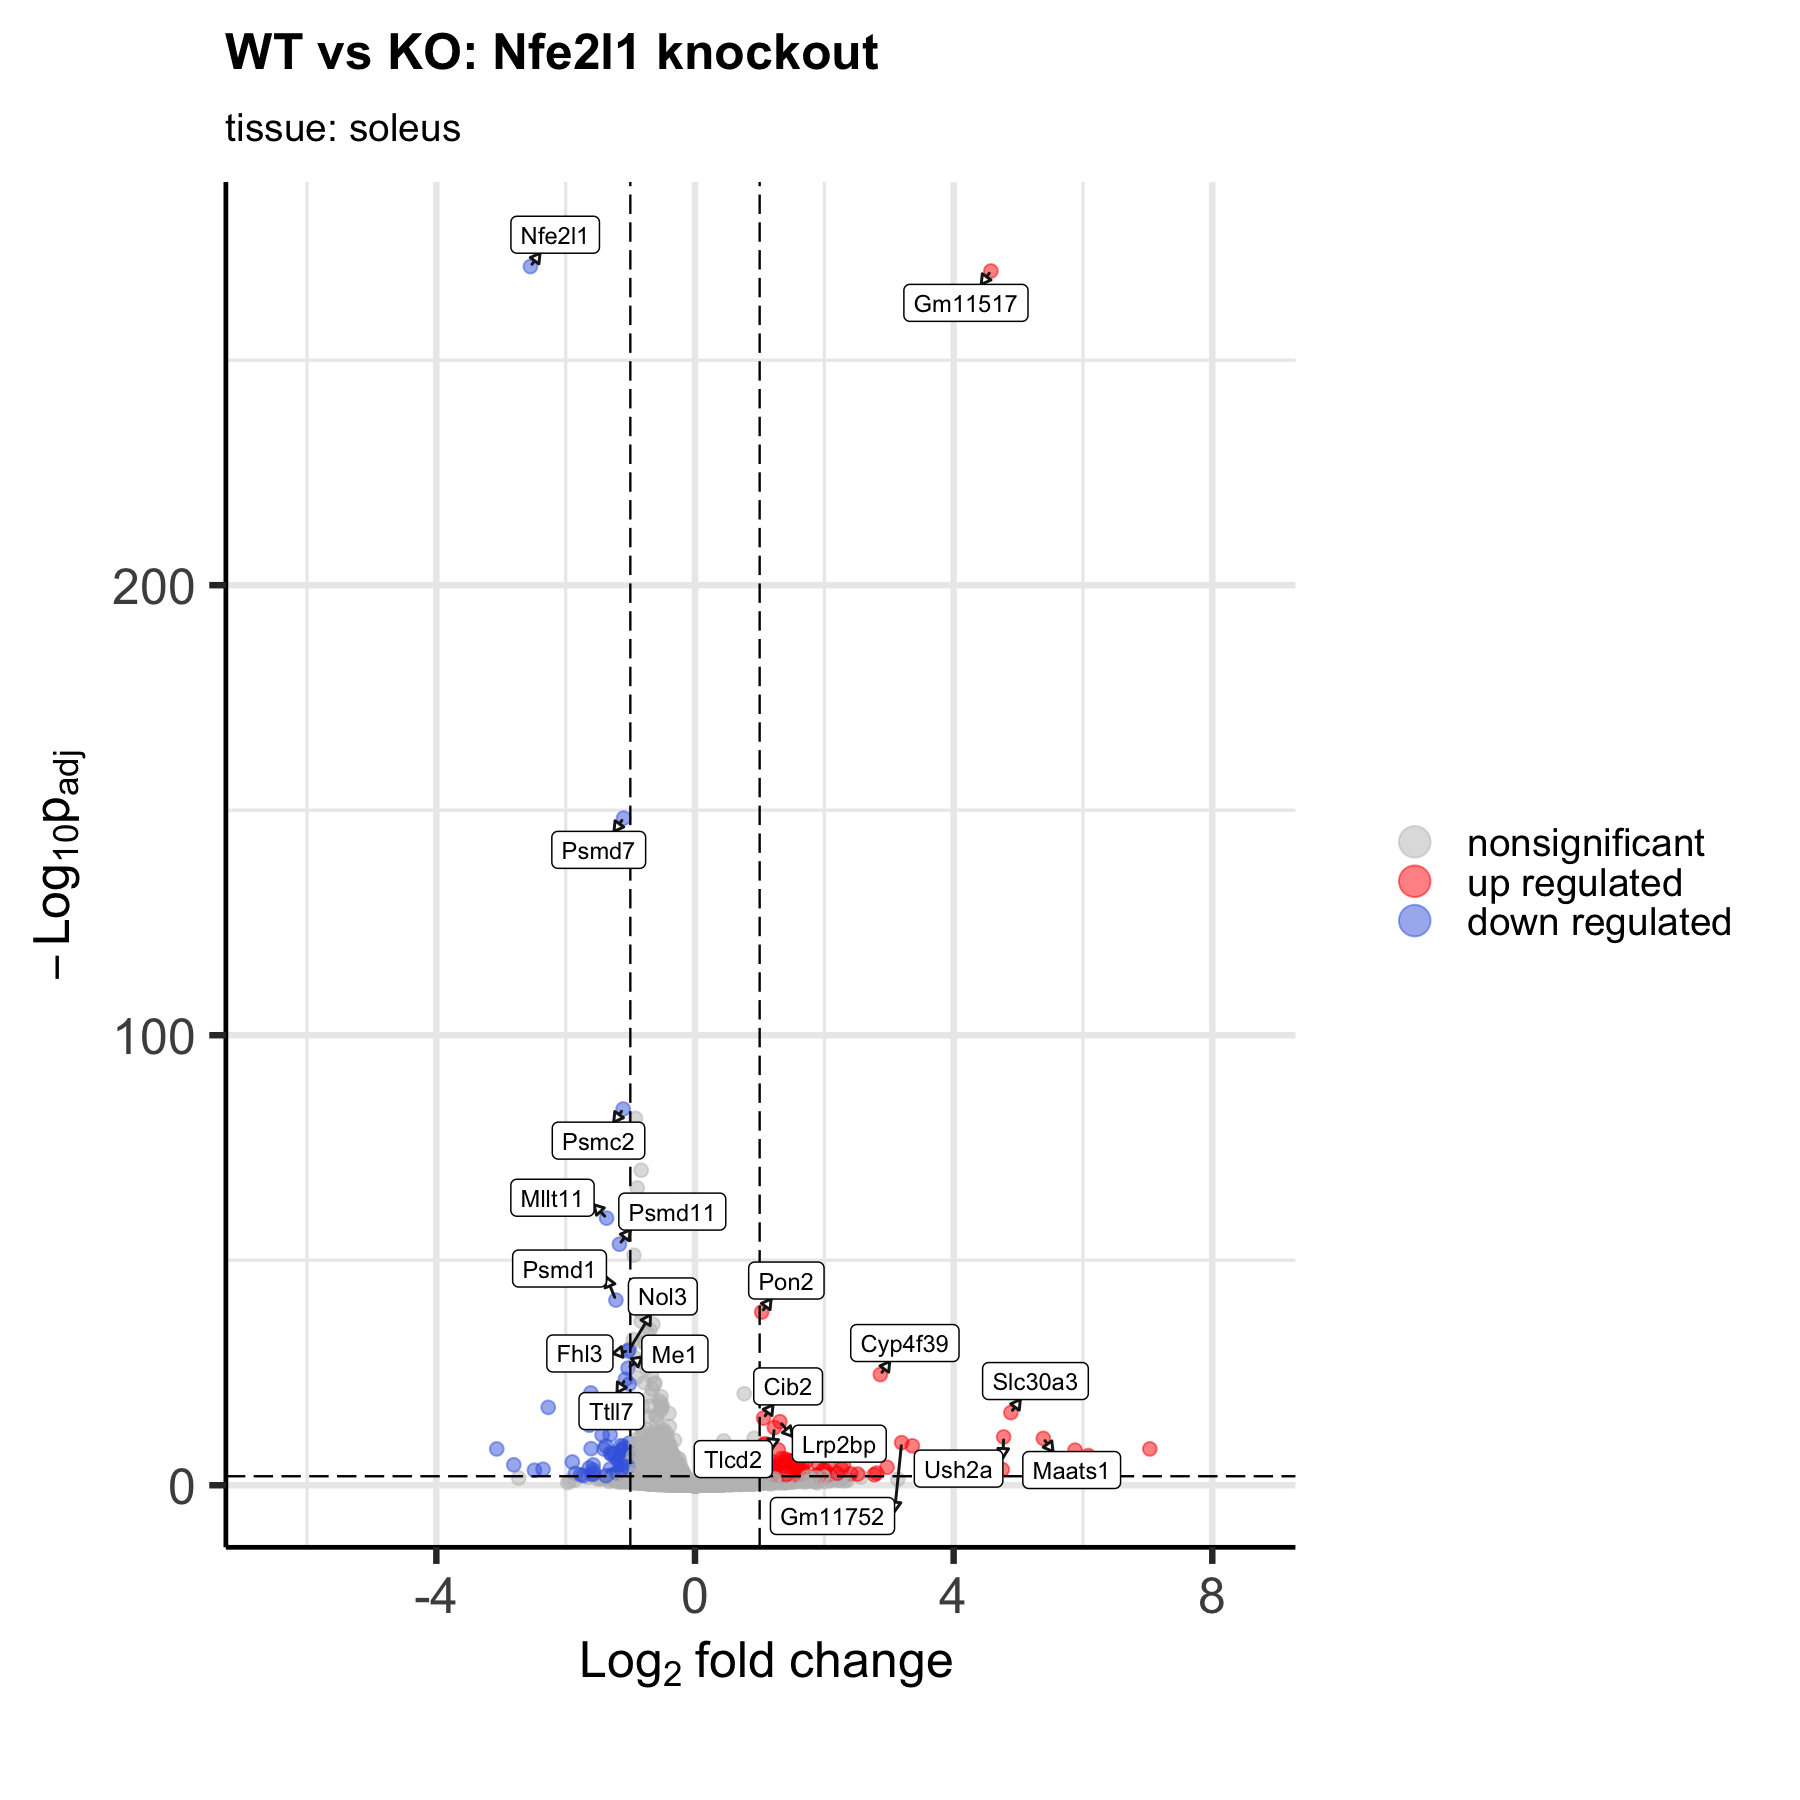 WT vs KO: Nfe2l1 knockout
tissue: soleus
Nfe2l1
Gm11517
200
Psmd7
− Log10padj
nonsignificant
up regulated
down regulated
100
Psmc2
Mllt11
Psmd11
Psmd1
Pon2
Nol3
Cyp4f39
Fhl3
Me1
Slc30a3
Cib2
Ttll7
Lrp2bp
Tlcd2
Ush2a
Maats1
0
Gm11752
-4 0 4 8
Log2 fold change